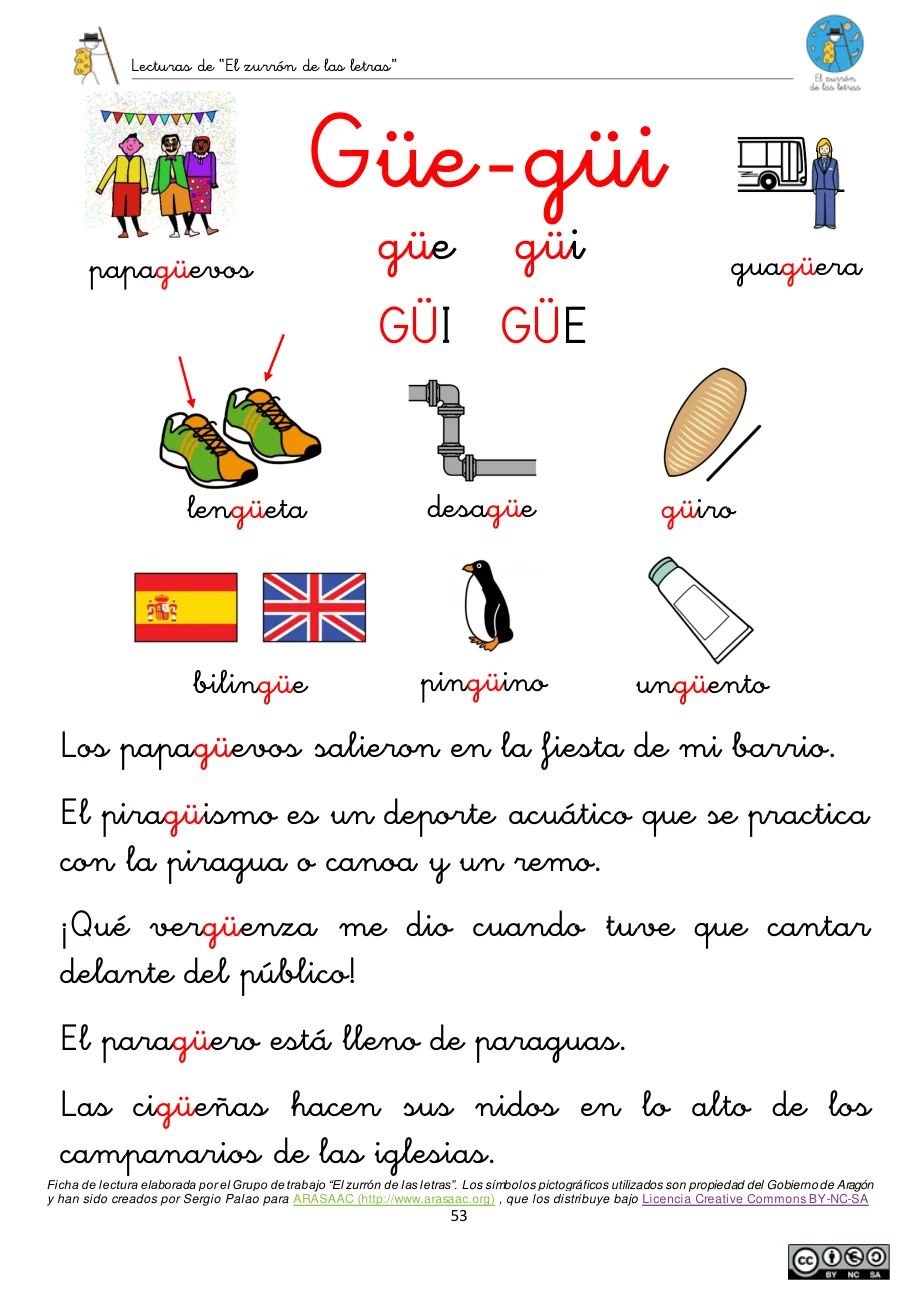 Lecturas de "El zurrón de las letras"
El zurrón
de las letras
Güe-güi
güe güi
papagüevos
guagüera
GÜI GÜE
lengüeta desagüe güiro
bilingüe pingüino ungüento
Los papagüevos salieron en la fiesta de mi barrio.
El piragüismo es un deporte acuático que se practica
con la piragua o canoa y un remo.
¡Qué vergüenza me dio cuando tuve que cantar
delante del público!
El paragüero está lleno de paraguas.
Las cigüeñas hacen sus nidos en lo alto de los
campanarios de las iglesias.
Ficha de lectura elaborada por el Grupo de trabajo "El zurrón de las letras". Los símbolos pictográficos utilizados son propiedad del Gobierno de Aragón
y han sido creados por Sergio Palao para ARASAAC (http://www.arasaac.org) , que los distribuye bajo Licencia Creative Commons BY-NC-SA
53
cc
BY NC SA